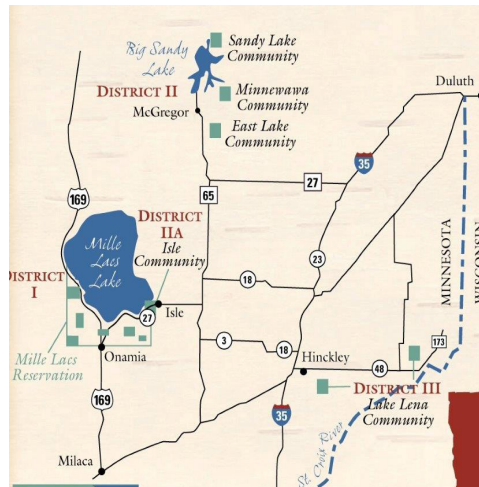 Big Sandy
Lake
Sandy Lake
Community
DISTRICT II
Minnewawa
Community
McGregor
East Lake
Community
Duluth
35
169
65
27
DISTRICT
IIA
Isle
Community
Mille
Lacs
Lake
DISTRICT
I
23
18
MINNESOTA
WISCONSIN
27
Isle
Mille Lacs
Reservation
Onamia
3
18
Hinckley
48
173
DISTRICT III
Lake Lena
Community
169
35
St. Croix River
Milaca